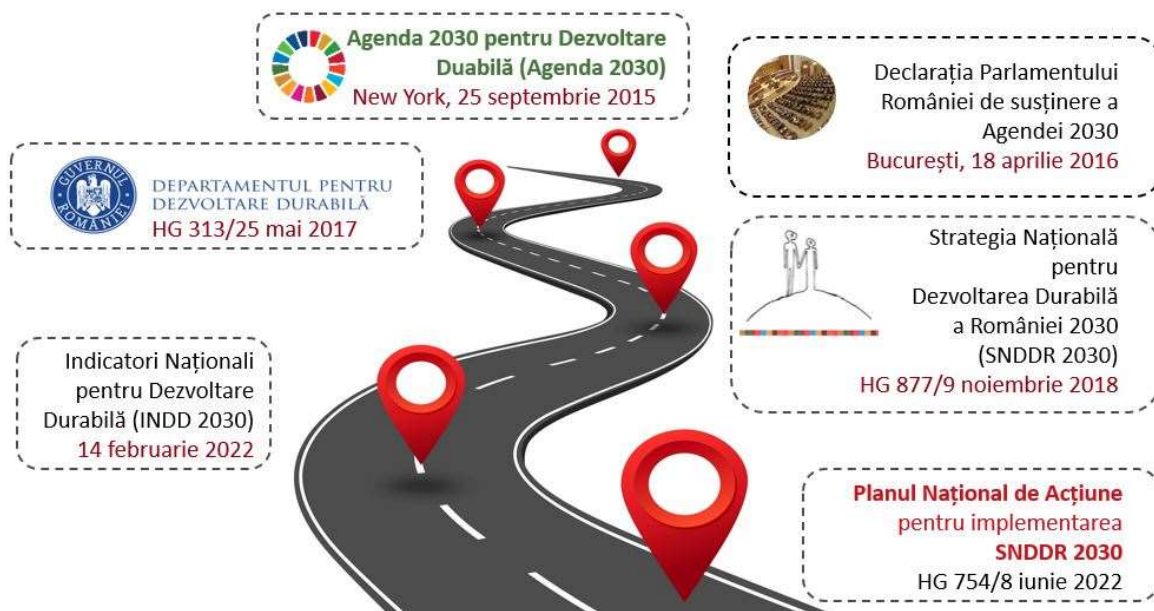 Agenda 2030 pentru Dezvoltare
Duabilă (Agenda 2030)
New York, 25 septembrie 2015
Declarația Parlamentului
României de susținere a
Agendei 2030
București, 18 aprilie 2016
GUVERNUL
ROMÂNIEI
DEPARTAMENTUL PENTRU
DEZVOLTARE DURABILĂ
HG 313/25 mai 2017
Strategia Națională
pentru
Dezvoltarea Durabilă
a României 2030
(SNDDR 2030)
HG 877/9 noiembrie 2018
Indicatori Naționali
pentru Dezvoltare
Durabilă (INDD 2030)
14 februarie 2022
Planul Național de Acțiune
pentru implementarea
SNDDR 2030
HG 754/8 iunie 2022